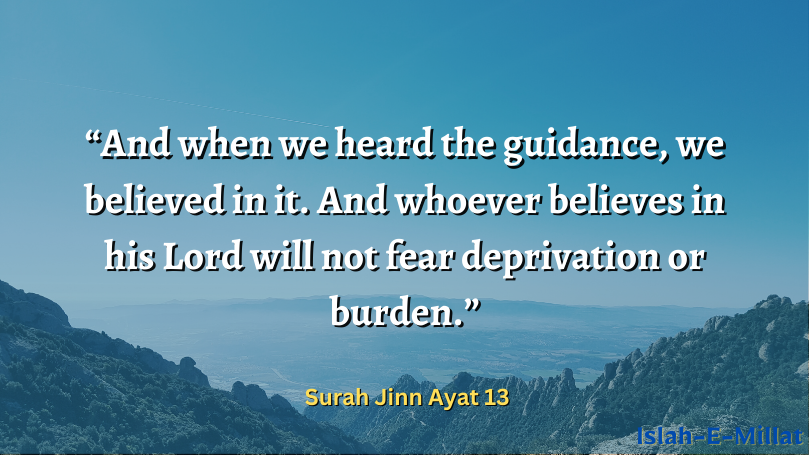 “And when we heard the guidance, we
believed in it. And whoever believes in
his Lord will not fear deprivation or
burden.”
Surah Jinn Ayat 13
Islah-E-Millat